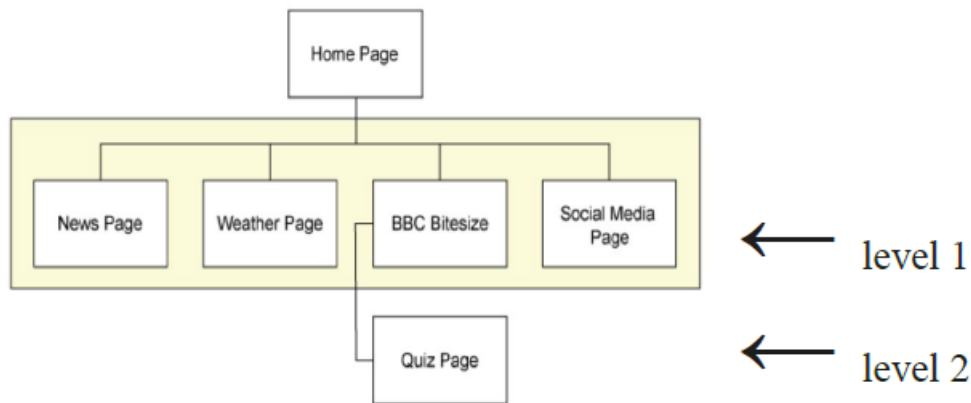 Home Page
News Page
Weather Page
BBC Bitesize
Social Media
Page
level 1
Quiz Page
level 2